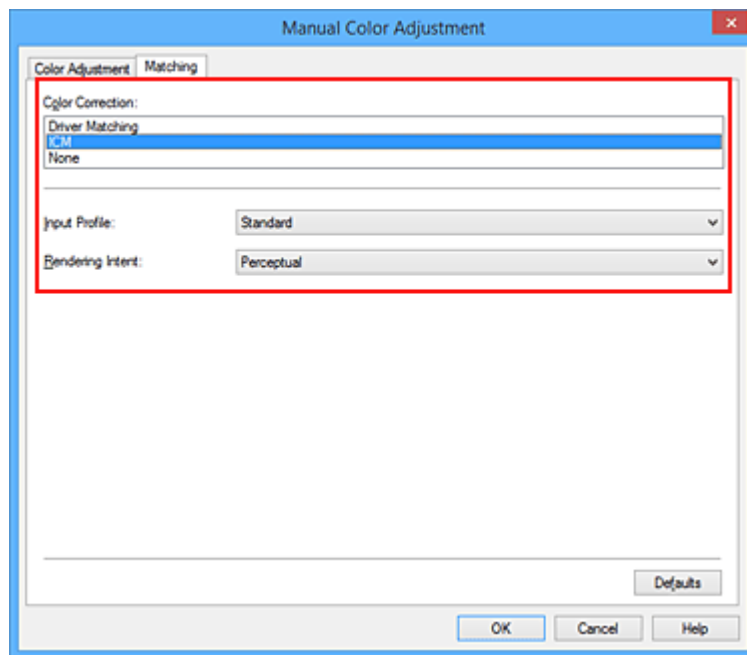 Manual Color Adjustment
Color Adjustment Matching
Color Correction:
Driver Matching
ICM
None
Input Profile: Standard
Rendering Intent: Perceptual
Defaults
OK Cancel Help